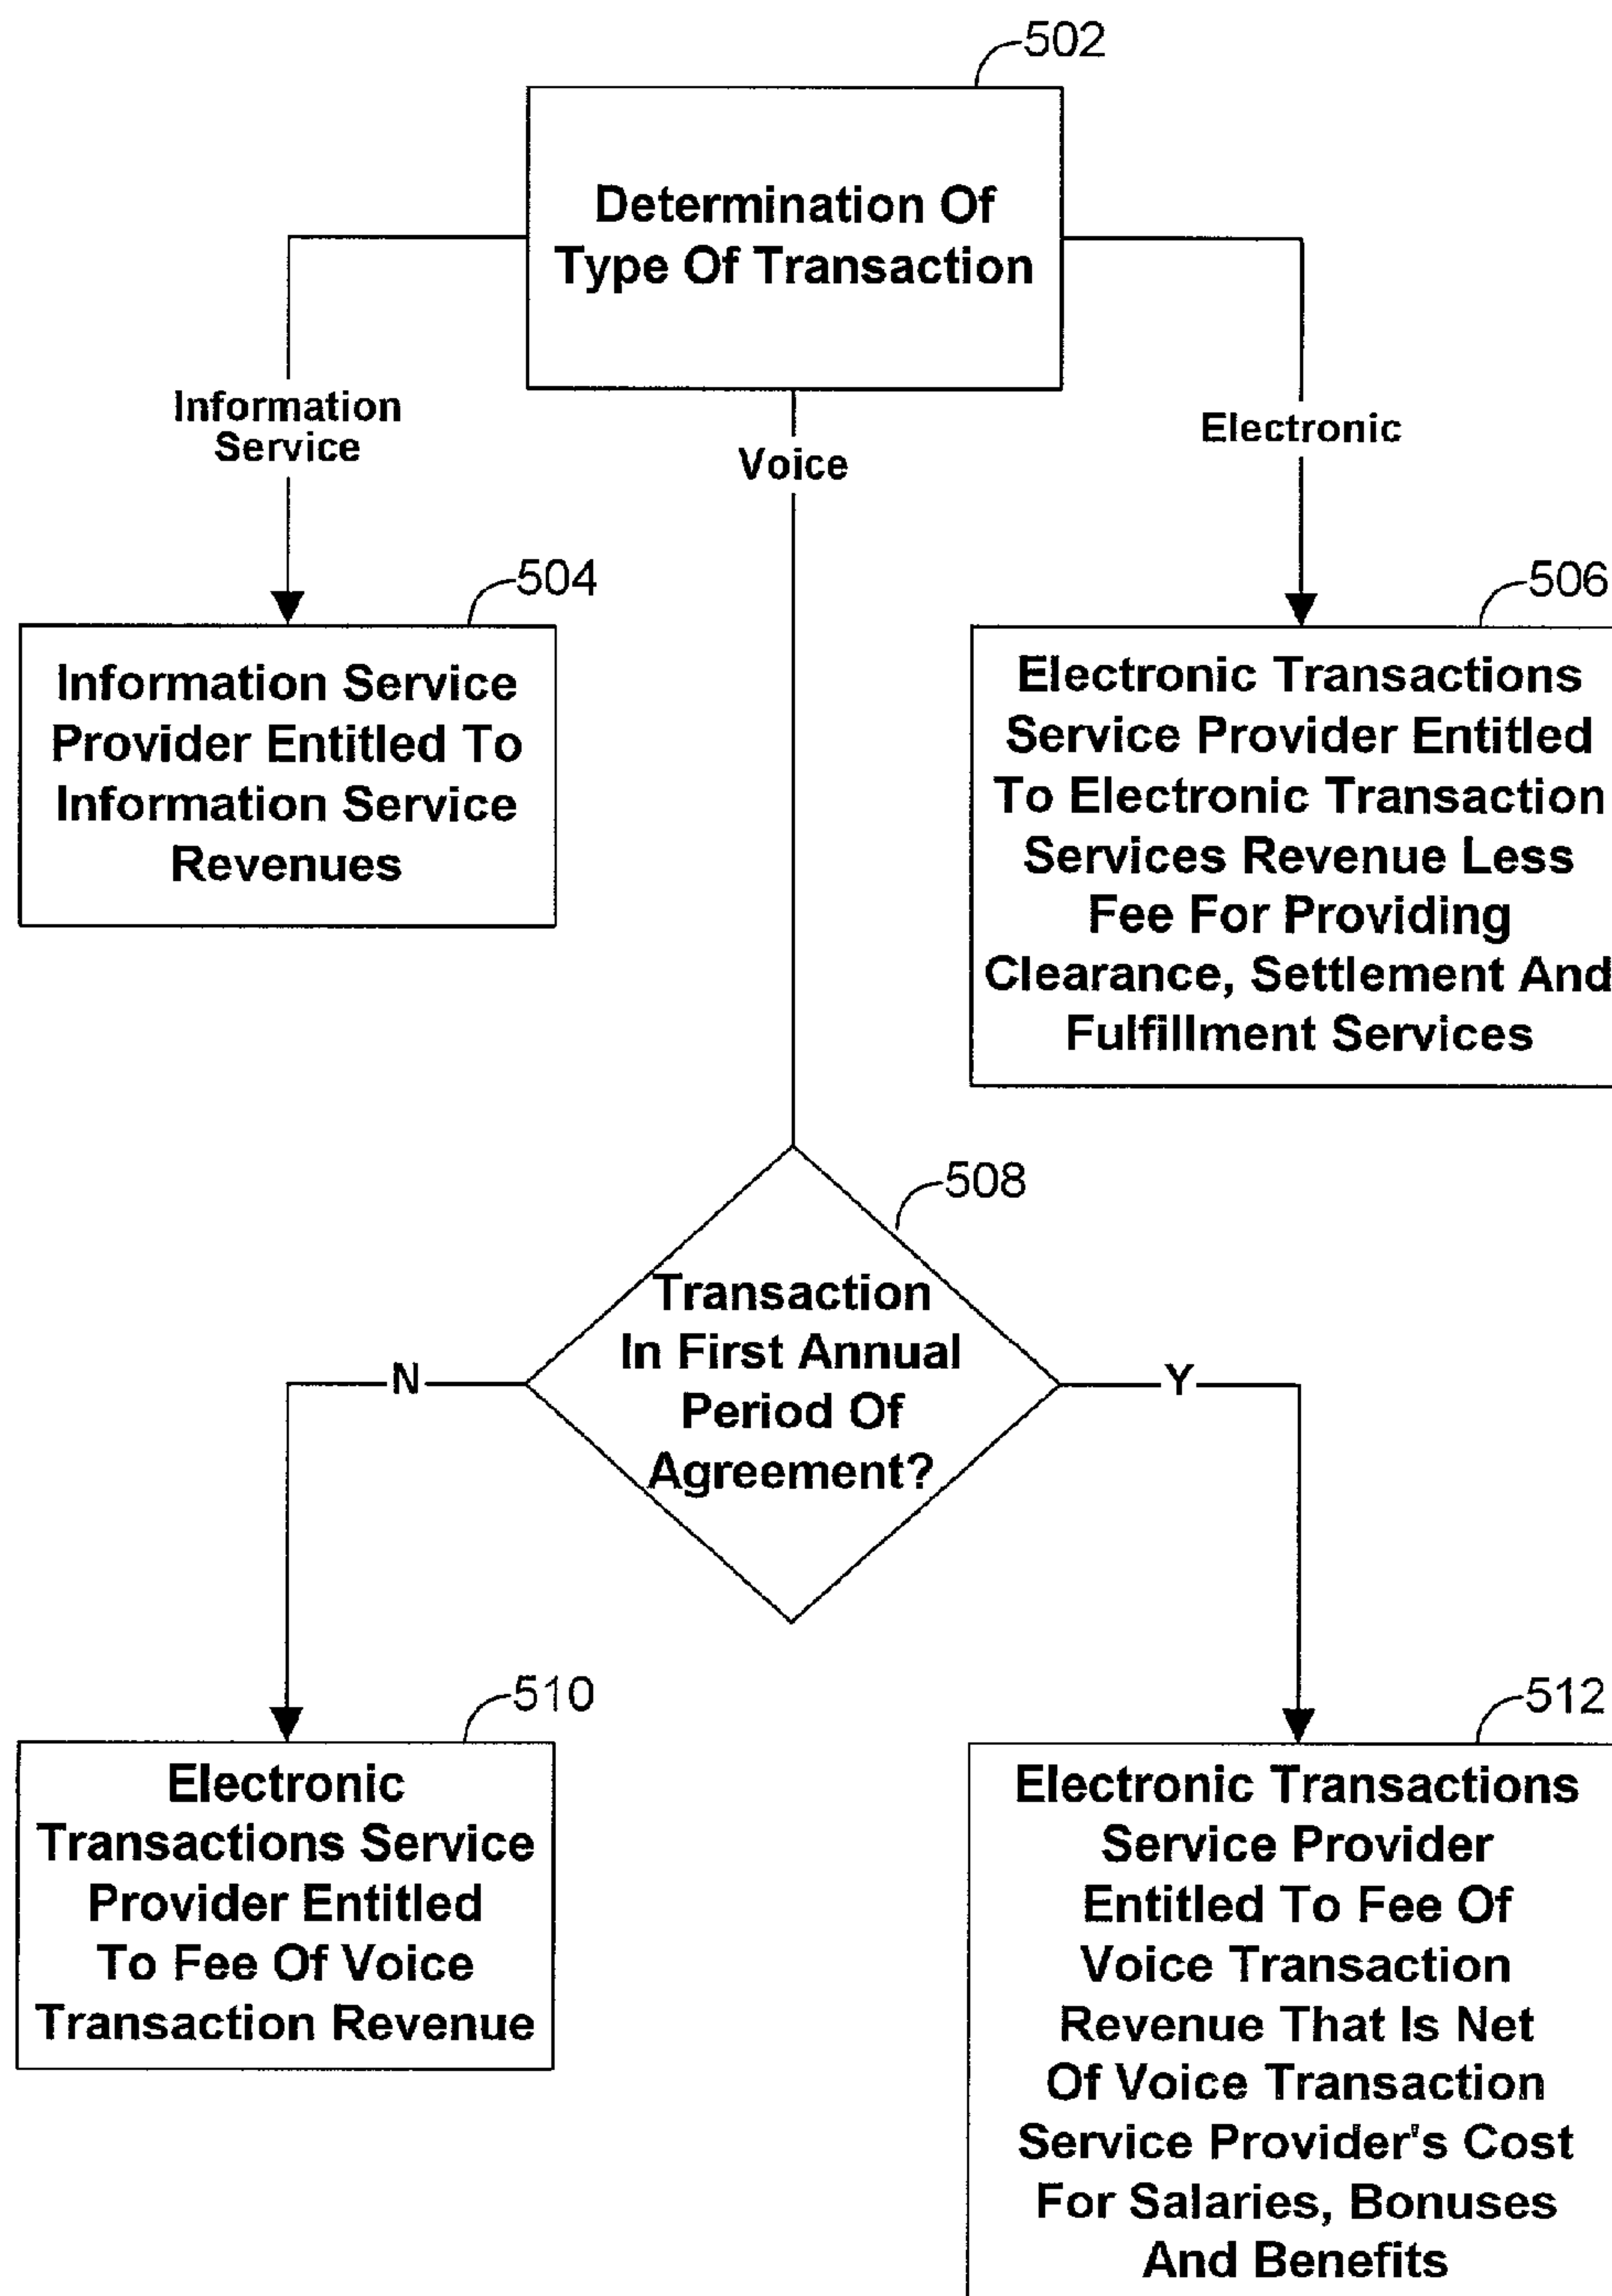 502
Determination Of
Type Of Transaction
Information
Service
Voice
Electronic
504
Information Service
Provider Entitled To
Information Service
Revenues
506
Electronic Transactions
Service Provider Entitled
To Electronic Transaction
Services Revenue Less
Fee For Providing
Clearance, Settlement And
Fulfillment Services
508
Transaction
In First Annual
Period Of
Agreement?
N
Y
510
Electronic
Transactions Service
Provider Entitled
To Fee Of Voice
Transaction Revenue
512
Electronic Transactions
Service Provider
Entitled To Fee Of
Voice Transaction
Revenue That Is Net
Of Voice Transaction
Service Provider's Cost
For Salaries, Bonuses
And Benefits